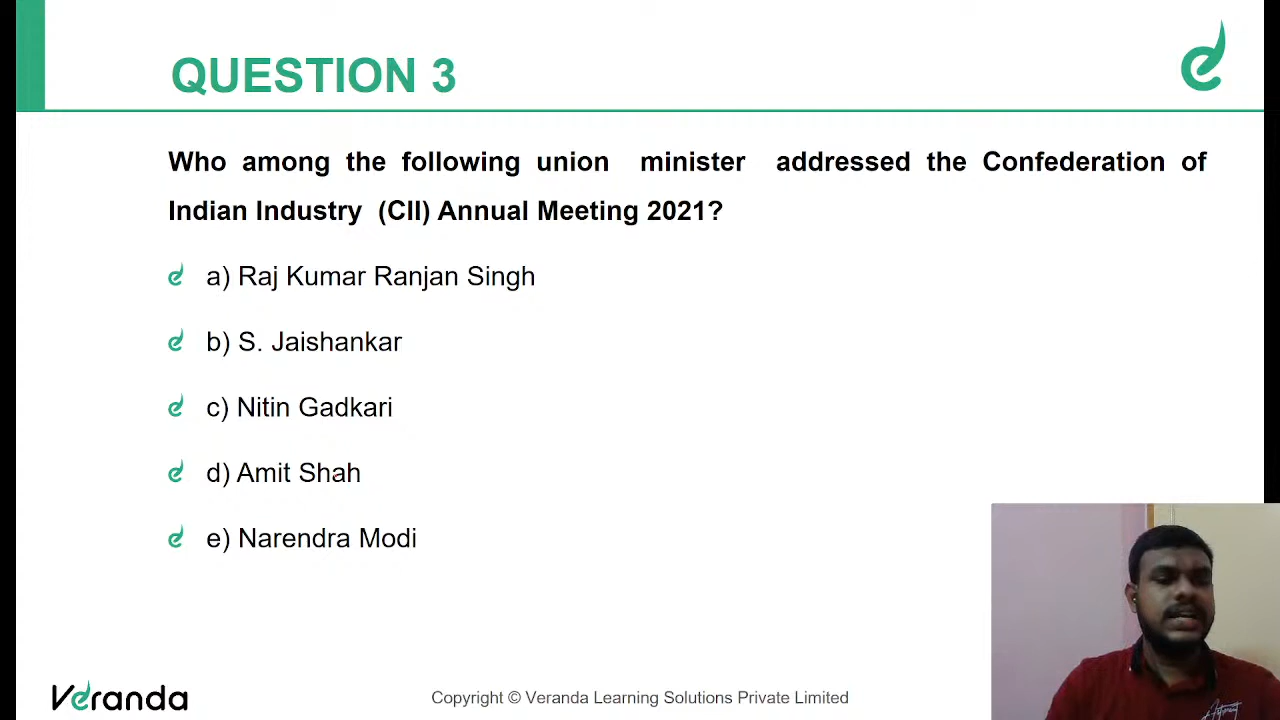 QUESTION 3
Who among the following union minister addressed the Confederation of
Indian Industry (CII) Annual Meeting 2021?
a) Raj Kumar Ranjan Singh
b) S. Jaishankar
c) Nitin Gadkari
d) Amit Shah
e) Narendra Modi
Veranda
Copyright © Veranda Learning Solutions Private Limited